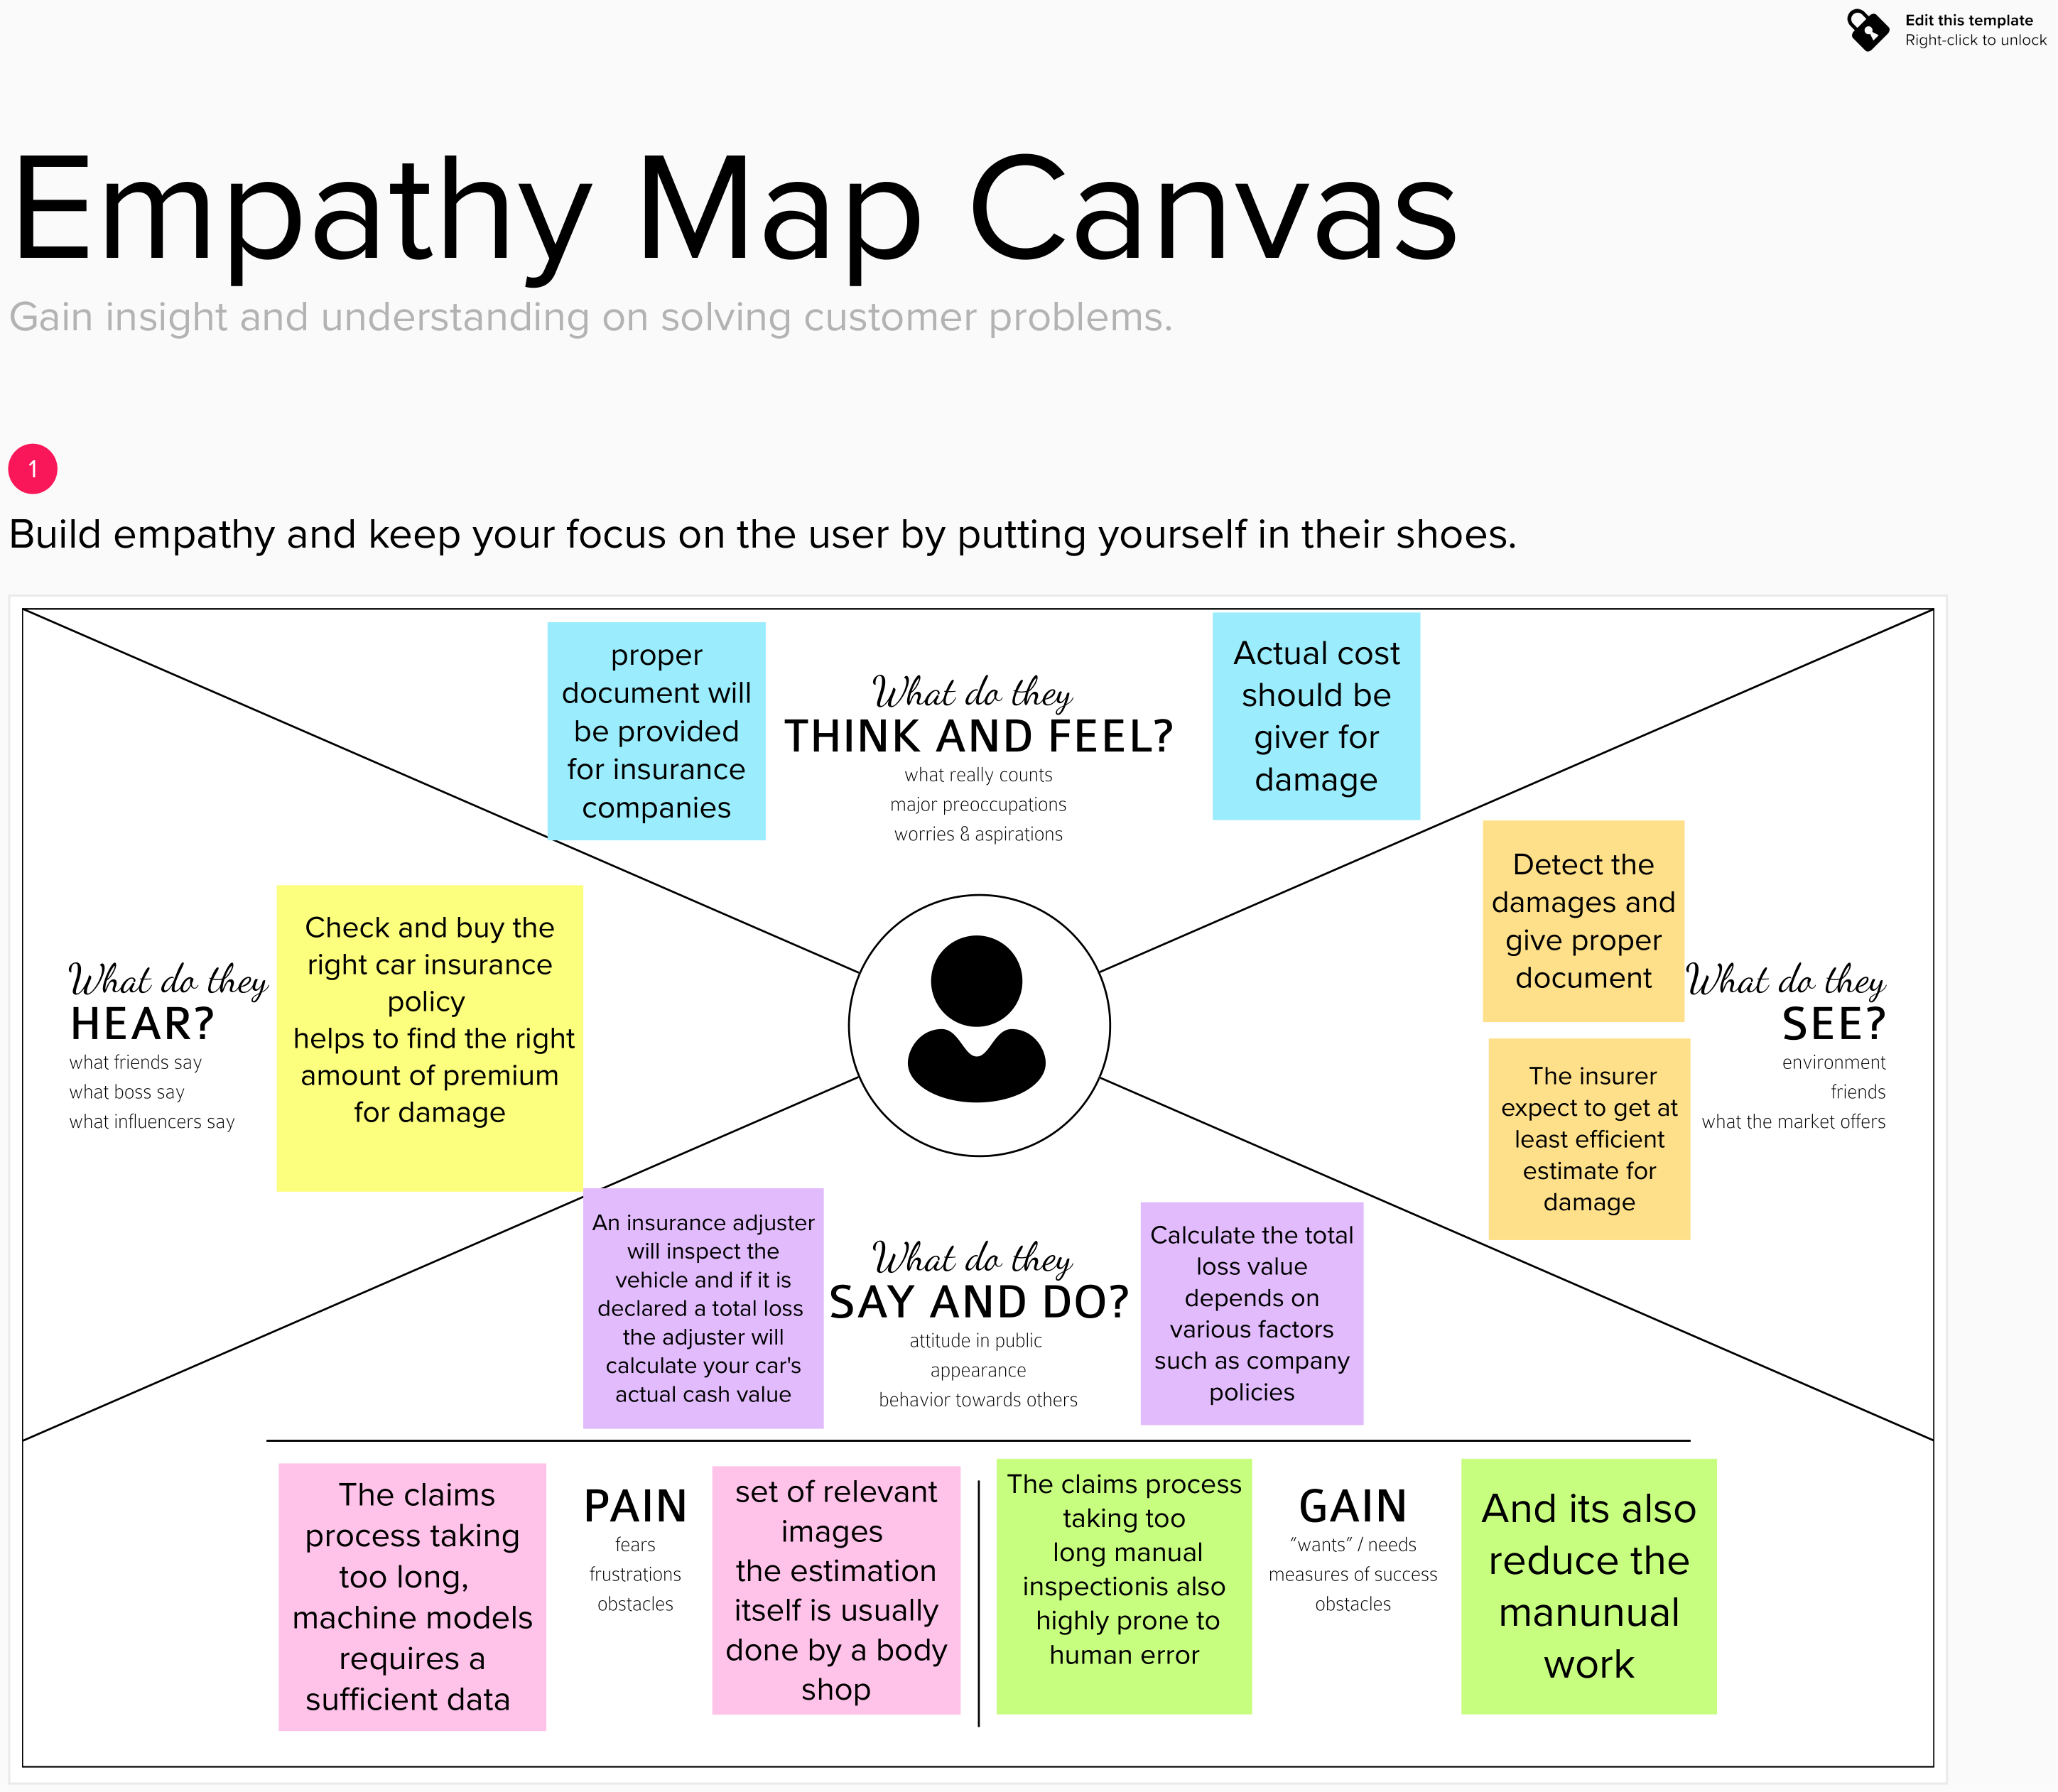 Edit this template
Right-click to unlock
Empathy Map Canvas
Gain insight and understanding on solving customer problems.
1
Build empathy and keep your focus on the user by putting yourself in their shoes.
proper
document will
be provided
for insurance
companies
What do they
THINK AND FEEL?
what really counts
major preoccupations
worries & aspirations
Actual cost
should be
giver for
damage
What do they
HEAR?
what friends say
what boss say
what influencers say
Check and buy the
right car insurance
policy
helps to find the right
amount of premium
for damage
Detect the
damages and
give proper
document
The insurer
expect to get at
least efficient
estimate for
damage
What do they
SEE?
environment
friends
what the market offers
An insurance adjuster
will inspect the
vehicle and if it is
declared a total loss
the adjuster will
calculate your car's
actual cash value
What do they
SAY AND DO?
attitude in public
appearance
behavior towards others
Calculate the total
loss value
depends on
various factors
such as company
policies
The claims
process taking
too long,
machine models
requires a
sufficient data
PAIN
fears
frustrations
obstacles
set of relevant
images
the estimation
itself is usually
done by a body
shop
The claims process
taking too
long manual
inspectionis also
highly prone to
human error
GAIN
“wants” / needs
measures of success
obstacles
And its also
reduce the
manunual
work